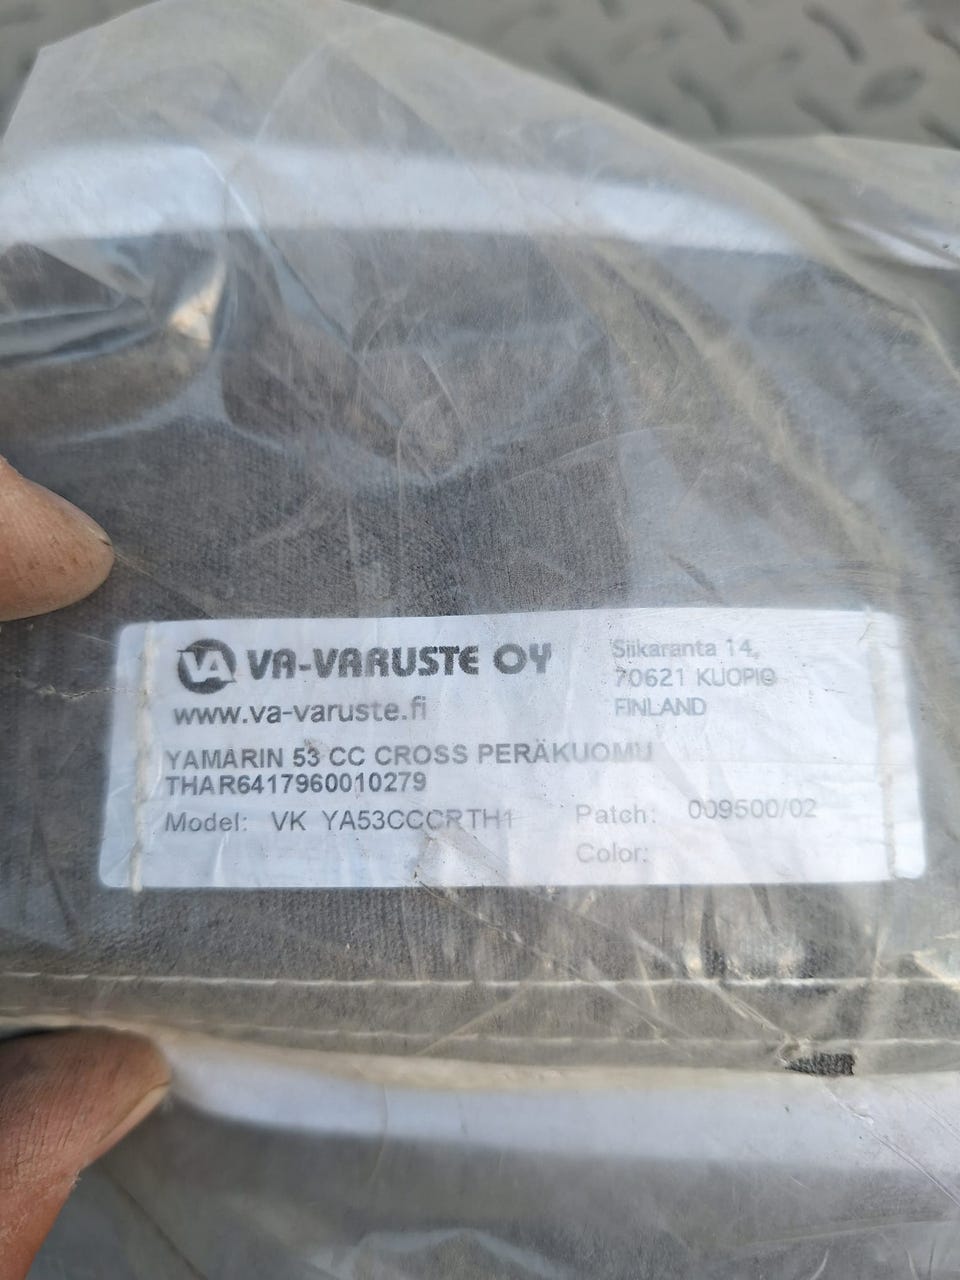 VA VA-VARUSTE OY
www.va-varuste.fi
Siikaranta 14,
70621 KUOPIO
FINLAND
YAMARIN 53 CC CROSS PERÄKUOMU
THAR6417960010279
Model: VK YA53CCCRTH1 Patch: 009500/02
Color: